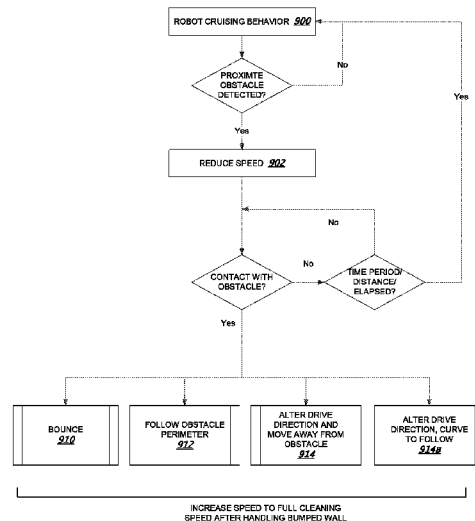 ROBOT CRUISING BEHAVIOR 900
No
PROXIMTE
OBSTACLE
DETECTED?
Yes
Yes
REDUCE SPEED 902
No
CONTACT WITH
OBSTACLE?
No
TIME PERIOD/
DISTANCE/
ELAPSED?
Yes
BOUNCE
910
FOLLOW OBSTACLE
PERIMETER
912
ALTER DRIVE
DIRECTION AND
MOVE AWAY FROM
OBSTACLE
914
ALTER DRIVE
DIRECTION, CURVE
TO FOLLOW
914a
INCREASE SPEED TO FULL CLEANING
SPEED AFTER HANDLING BUMPED WALL